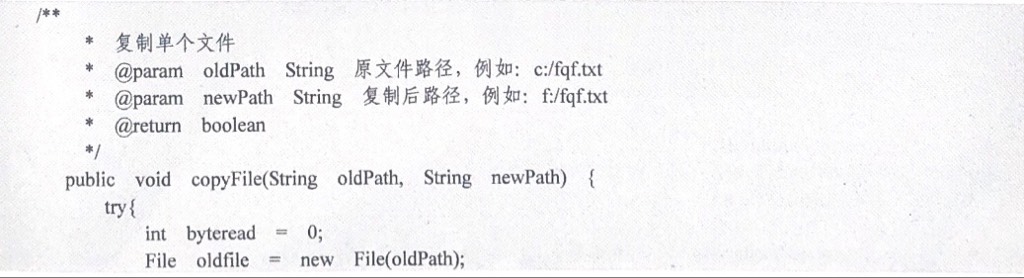 /**
* 复制单个文件
* @param oldPath String 原文件路径，例如：c:/fqf.txt
* @param newPath String 复制后路径，例如：f:/fqf.txt
* @return boolean
*/
public void copyFile(String oldPath, String newPath) {
try{
int byteread = 0;
File oldfile = new File(oldPath);